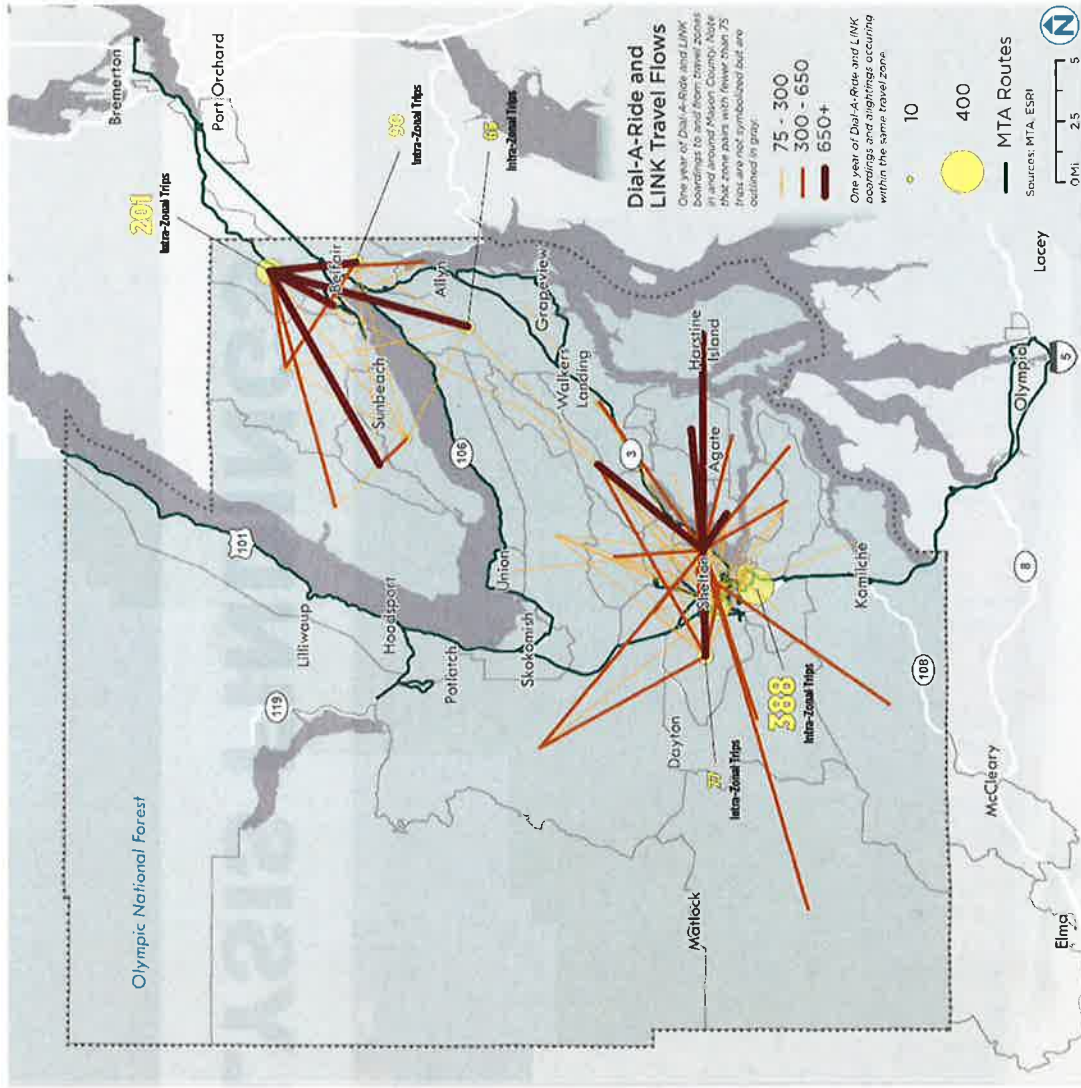 Olympic National Forest
Bremerton
Port Orchard
201
Intra-Zonal Trips
Intra-Zonal Trips
Intra-Zonal Trips
Belfair
Allyn
Sunbeach
Grapeview
106
101
Lilliwaup
Hoodsport
119
Potlatch
Union
Skokomish
Walkers
Landing
3
Harstine
Island
Agate
Shelton
Dayton
Matlock
77
Intra-Zonal Trips
388
Intra-Zonal Trips
Kamilche
108
8
McCleary
Elma
Olympia
Lacey
5
Dial-A-Ride and
LINK Travel Flows
One year of Dial-A-Ride and LINK
boardings to and from travel zones
in and around Mason County. Note
that zone pairs with fewer than 75
trips are not symbolized but are
outlined in gray.
75 - 300
300 - 650
650+
One year of Dial-A-Ride and LINK
boardings and alightings occuring
within the same travel zone
10
400
MTA Routes
Sources: MTA, ESRI
0 Mi
2.5
5
N